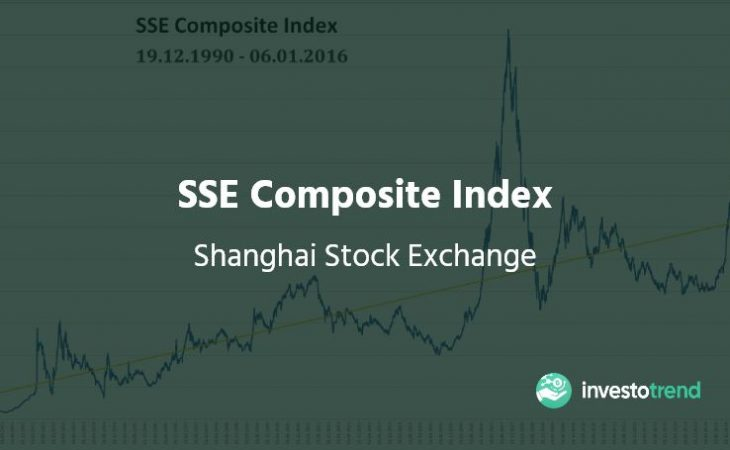 SSE Composite Index
19.12.1990 - 06.01.2016
SSE Composite Index
Shanghai Stock Exchange
investotrend